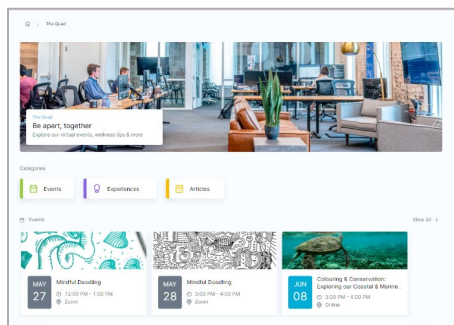 The Quad
The Quad
Be apart, together
Explore our virtual events, wellness tips & more
Categories
Events
Experiences
Articles
Events
View All >
MAY
27
Mindful Doodling
12:00 PM - 1:00 PM
Zoom
MAY
28
Mindful Doodling
3:00 PM - 4:00 PM
Zoom
JUN
08
Colouring & Conservation:
Exploring our Coastal & Marine..
3:00 PM - 4:00 PM
Online